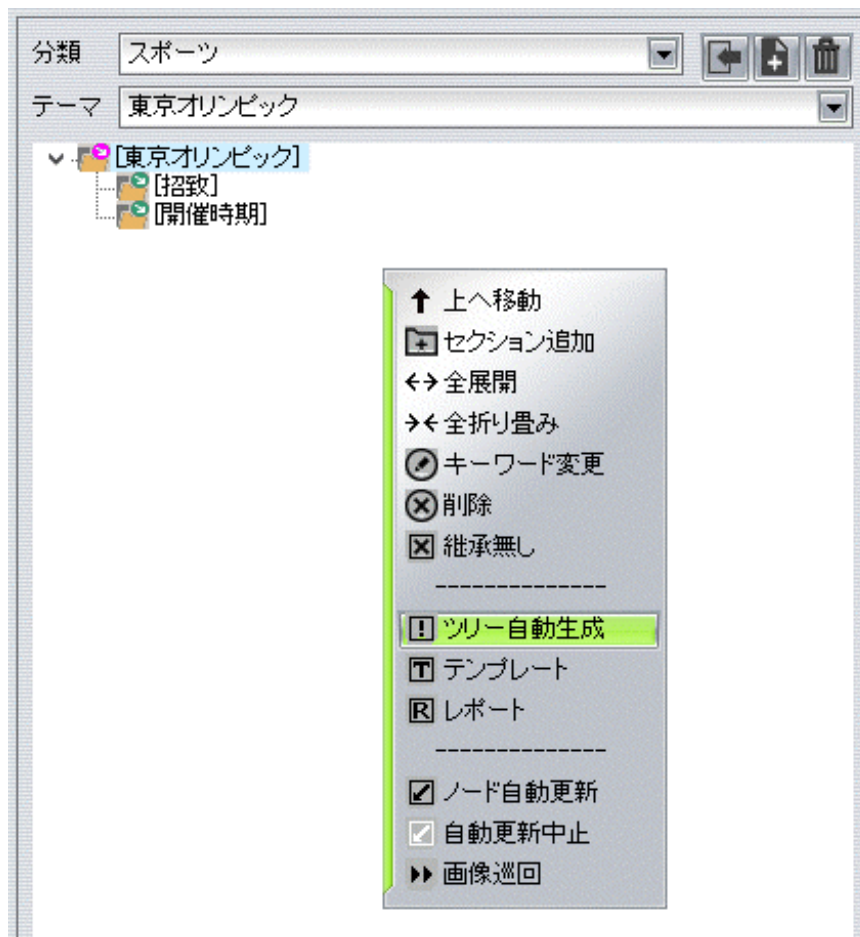 分類 スポーツ
テーマ 東京オリンピック
[東京オリンピック]
[招致]
[開催時期]
上へ移動
セクション追加
全展開
全折り畳み
キーワード変更
削除
継承無し
--------------
ツリー自動生成
T テンプレート
R レポート
--------------
ノード自動更新
自動更新中止
画像巡回